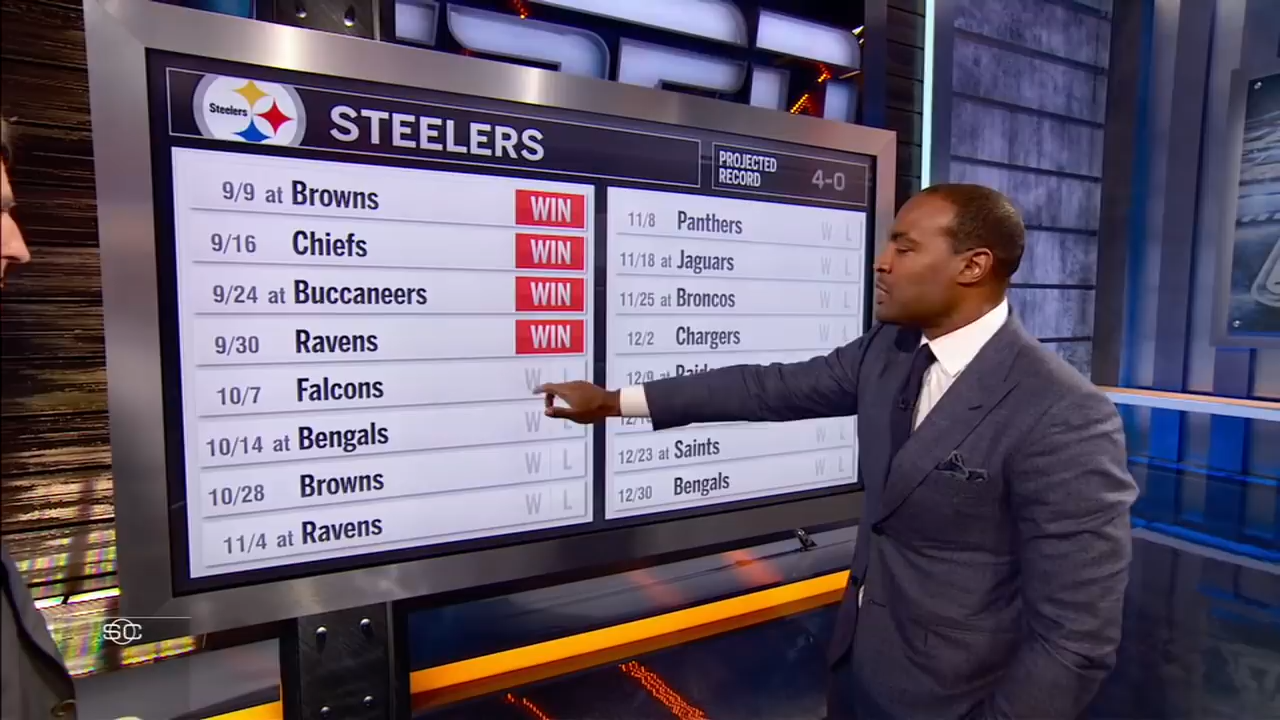 Steelers
STEELERS
PROJECTED
RECORD
4-0
9/9 at Browns WIN
9/16 Chiefs WIN
9/24 at Buccaneers WIN
9/30 Ravens WIN
10/7 Falcons W L
10/14 at Bengals W L
10/28 Browns W L
11/4 at Ravens W L
11/8 Panthers W L
11/18 at Jaguars W L
11/25 at Broncos W L
12/2 Chargers W L
12/9 at
12/23 at Saints W L
12/30 Bengals W L
SC